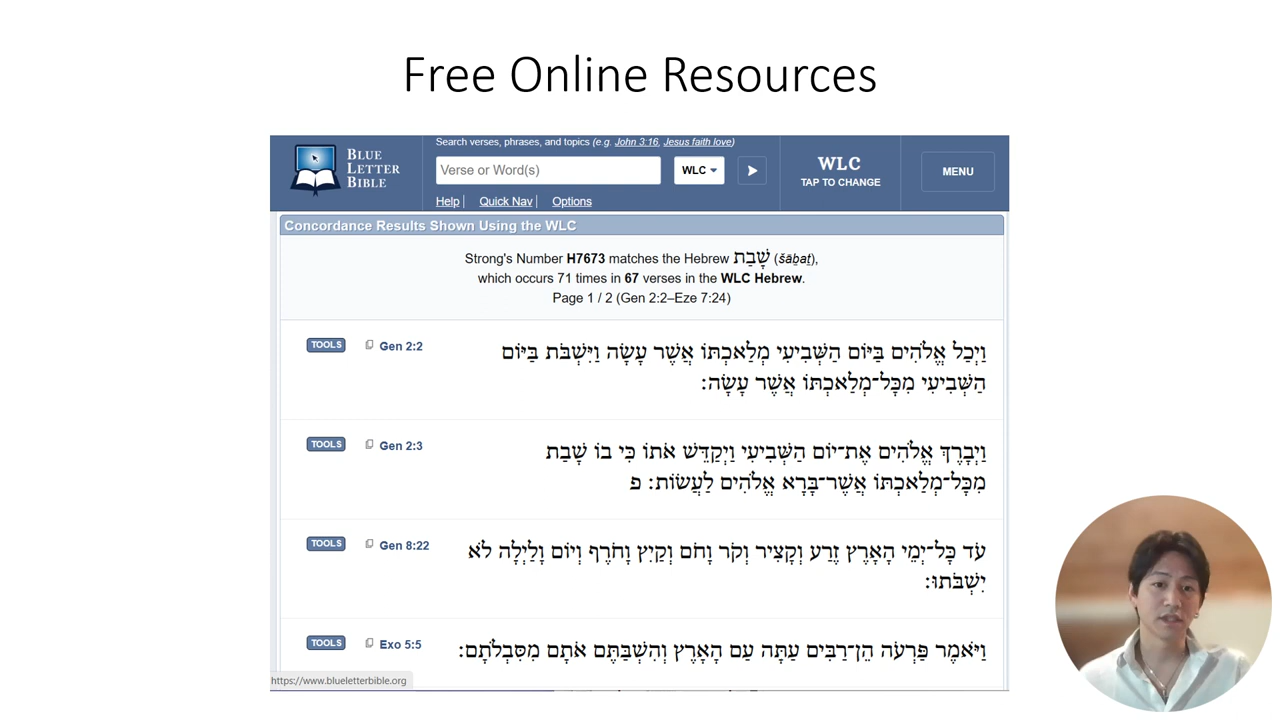 Free Online Resources
BLUE
LETTER
BIBLE
Search verses, phrases, and topics (e.g. John 3:16, Jesus faith love)
Verse or Word(s)
WLC
Help | Quick Nav | Options
WLC
TAP TO CHANGE
MENU
Concordance Results Shown Using the WLC
Strong's Number H7673 matches the Hebrew שָׁבַת (šāḇaṯ),
which occurs 71 times in 67 verses in the WLC Hebrew.
Page 1 / 2 (Gen 2:2–Eze 7:24)
TOOLS Gen 2:2
וַיְכַל אֱלֹהִים בַּיּוֹם הַשְּׁבִיעִי מְלַאכְתּוֹ אֲשֶׁר עָשָׂה וַיִּשְׁבֹּת בַּיּוֹם
הַשְּׁבִיעִי מִכָּל־מְלַאכְתּוֹ אֲשֶׁר עָשָׂה׃
TOOLS Gen 2:3
וַיְבָרֶךְ אֱלֹהִים אֶת־יוֹם הַשְּׁבִיעִי וַיְקַדֵּשׁ אֹתוֹ כִּי בוֹ שָׁבַת
מִכָּל־מְלַאכְתּוֹ אֲשֶׁר־בָּרָא אֱלֹהִים לַעֲשׂוֹת׃ פ
TOOLS Gen 8:22
עֹד כָּל־יְמֵי הָאָרֶץ זֶרַע וְקָצִיר וְקֹר וָחֹם וְקַיִץ וָחֹרֶף וְיוֹם וָלַיְלָה לֹא
יִשְׁבֹּתוּ׃
TOOLS Exo 5:5
וַיֹּאמֶר פַּרְעֹה הֵן־רַבִּים עַתָּה עַם הָאָרֶץ וְהִשְׁבַּתֶּם אֹתָם מִסִּבְלֹתָם׃
https://www.blueletterbible.org